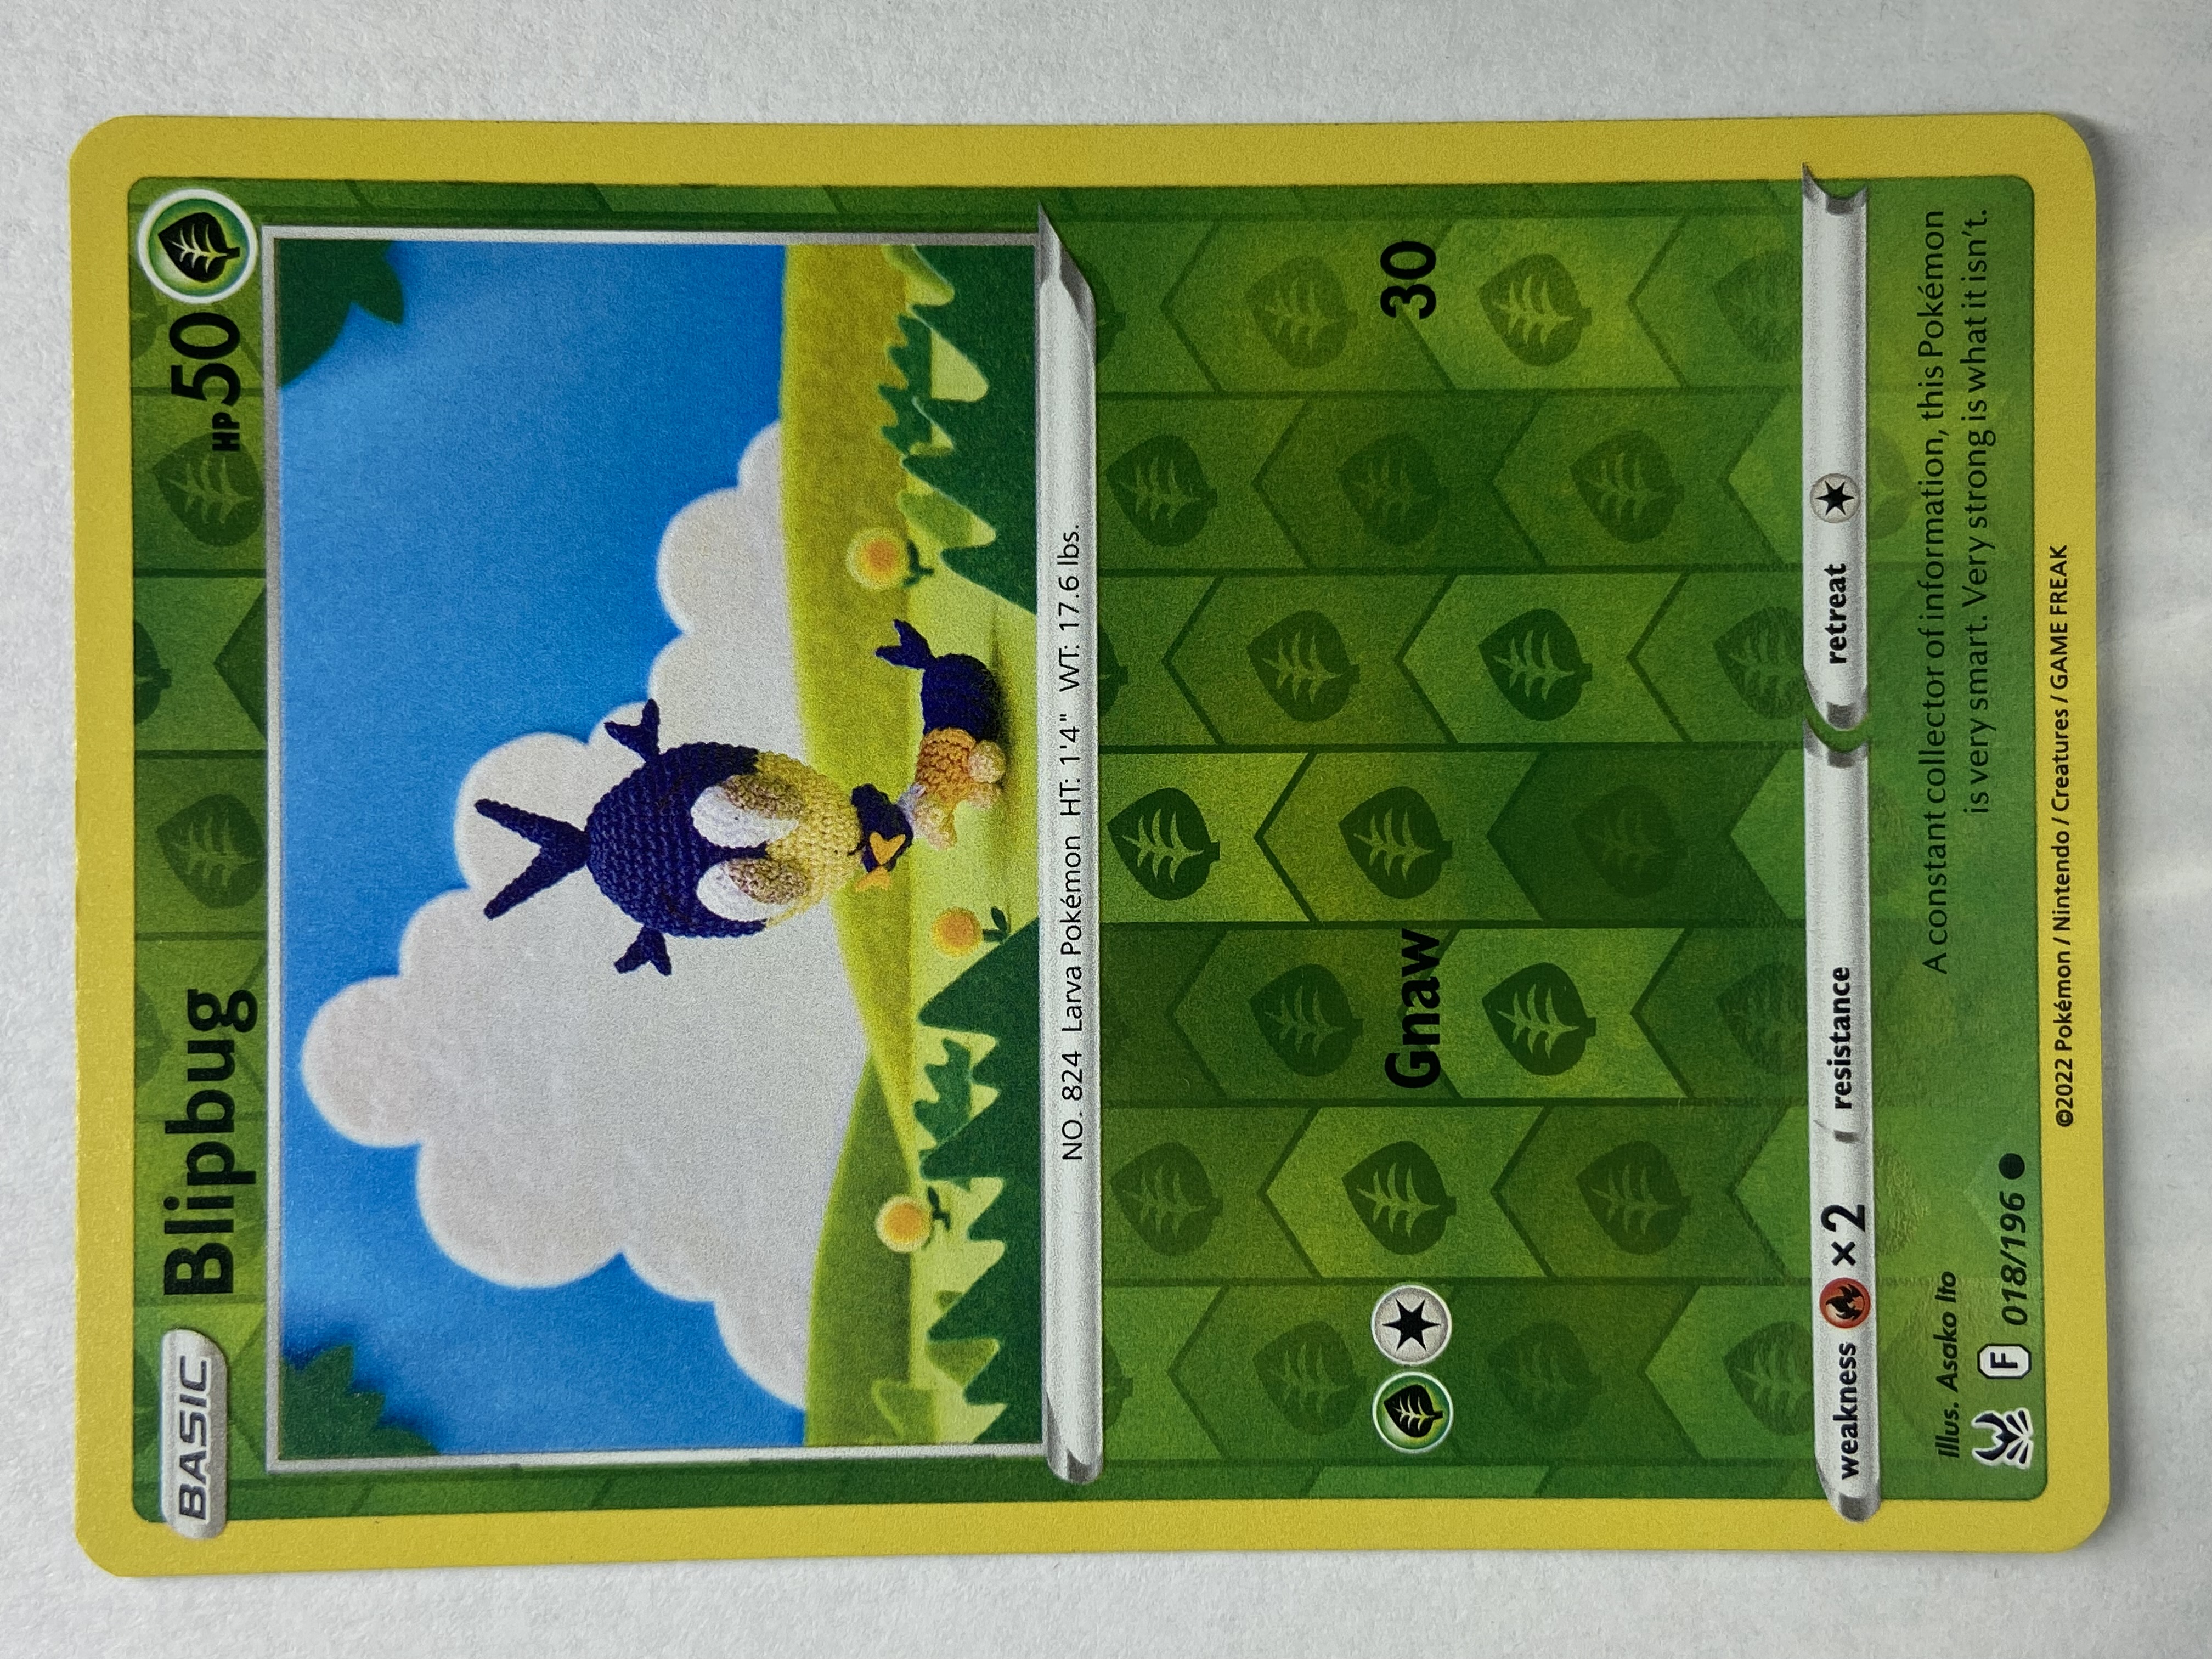 BASIC Blipbug HP 50
NO. 824 Larva Pokémon HT: 1'4" WT: 17.6 lbs.
Gnaw 30
weakness ×2 resistance retreat
Illus. Asako Ito
A constant collector of information, this Pokémon
is very smart. Very strong is what it isn't.
F 018/196
©2022 Pokémon / Nintendo / Creatures / GAME FREAK